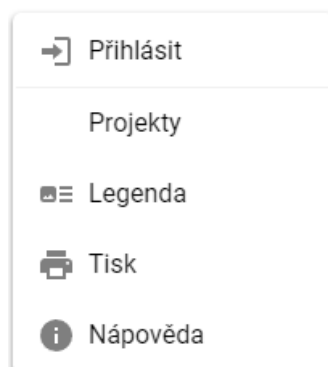 Přihlásit
Projekty
Legenda
Tisk
Nápověda